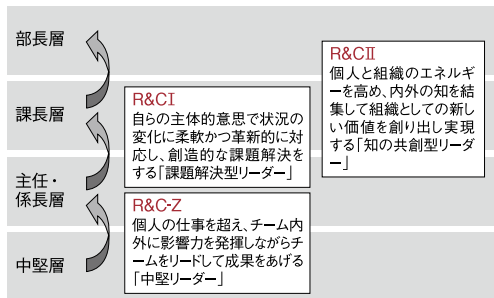 部長層
課長層
主任・
係長層
中堅層
R&CⅠ
自らの主体的意思で状況の
変化に柔軟かつ革新的に対
応し、創造的な課題解決を
する「課題解決型リーダー」
R&C-Z
個人の仕事を超え、チーム内
外に影響力を発揮しながらチ
ームをリードして成果をあげる
「中堅リーダー」
R&CⅡ
個人と組織のエネルギ
ーを高め、内外の知を結
集して組織としての新し
い価値を創り出し実現
する「知の共創型リーダ
ー」